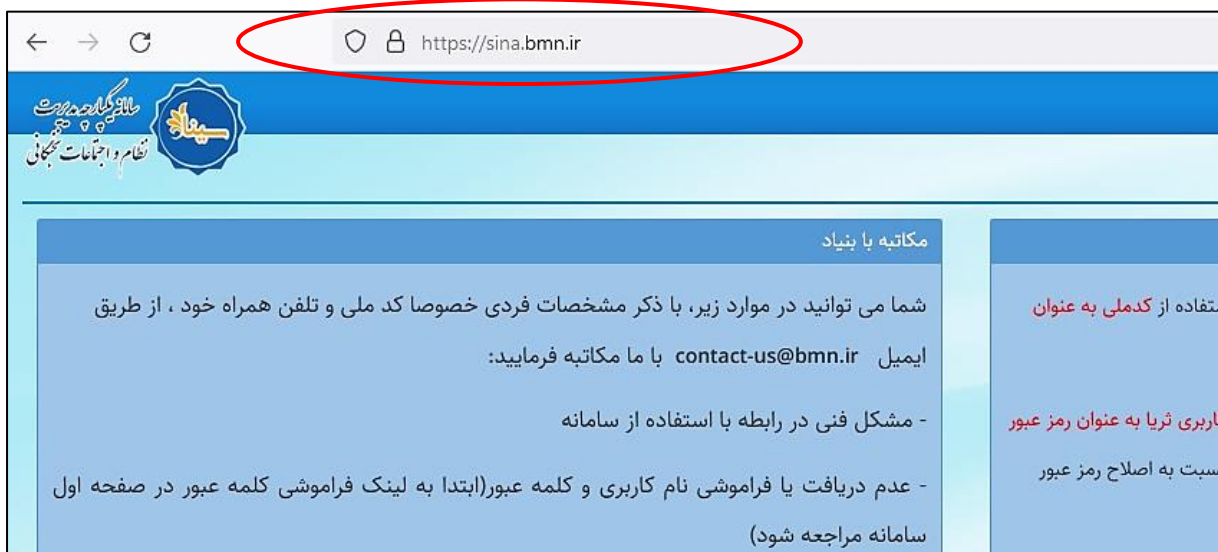 https://sina.bmn.ir
سامانه یکپارچه مدیریت
نظام و اجتماعات نخبگانی
سینا
مکاتبه با بنیاد
شما می توانید در موارد زیر، با ذکر مشخصات فردی خصوصا کد ملی و تلفن همراه خود ، از طریق
ایمیل contact-us@bmn.ir با ما مکاتبه فرمایید:
- مشکل فنی در رابطه با استفاده از سامانه
- عدم دریافت یا فراموشی نام کاربری و کلمه عبور(ابتدا به لینک فراموشی کلمه عبور در صفحه اول
سامانه مراجعه شود)
از کدملی به عنوان
ثریا به عنوان رمز عبور
به اصلاح رمز عبور